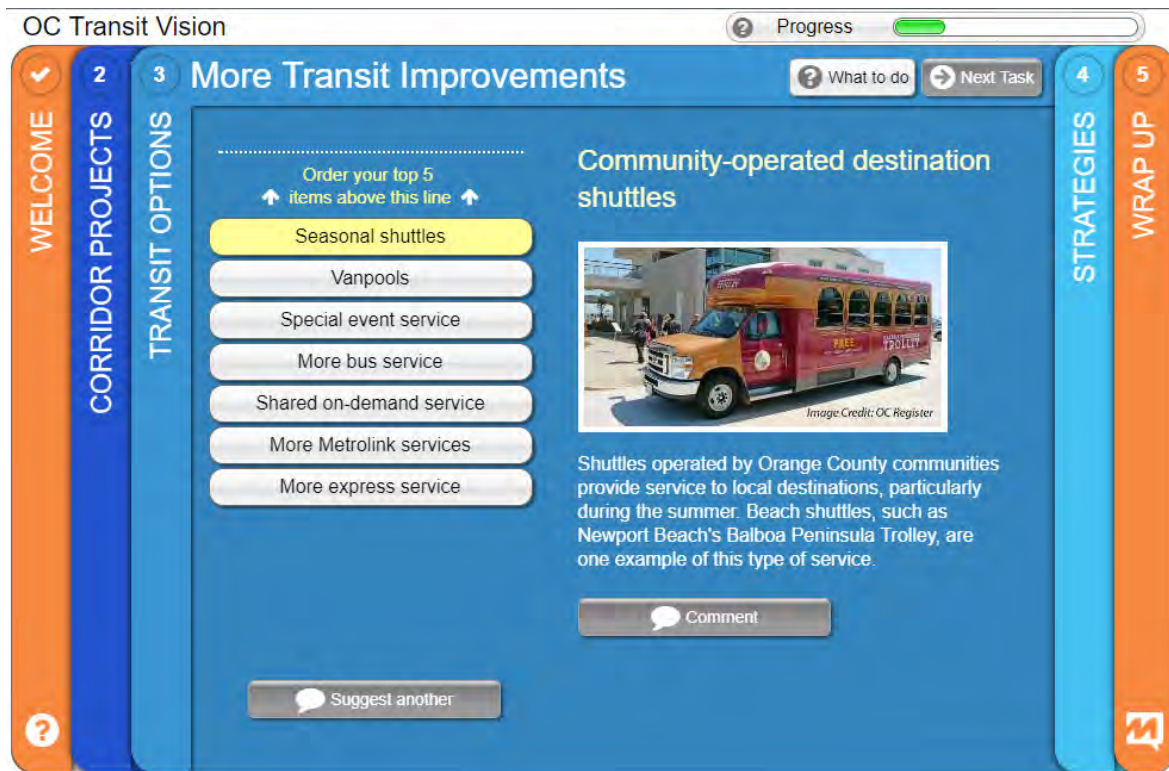 OC Transit Vision
Progress
WELCOME
2
CORRIDOR PROJECTS
3
TRANSIT OPTIONS
More Transit Improvements
What to do
Next Task
Order your top 5
items above this line
Seasonal shuttles
Vanpools
Special event service
More bus service
Shared on-demand service
More Metrolink services
More express service
Suggest another
Community-operated destination
shuttles
FREE
TROLLEY
Image Credit: OC Register
Shuttles operated by Orange County communities
provide service to local destinations, particularly
during the summer. Beach shuttles, such as
Newport Beach's Balboa Peninsula Trolley, are
one example of this type of service.
Comment
4
STRATEGIES
5
WRAP UP